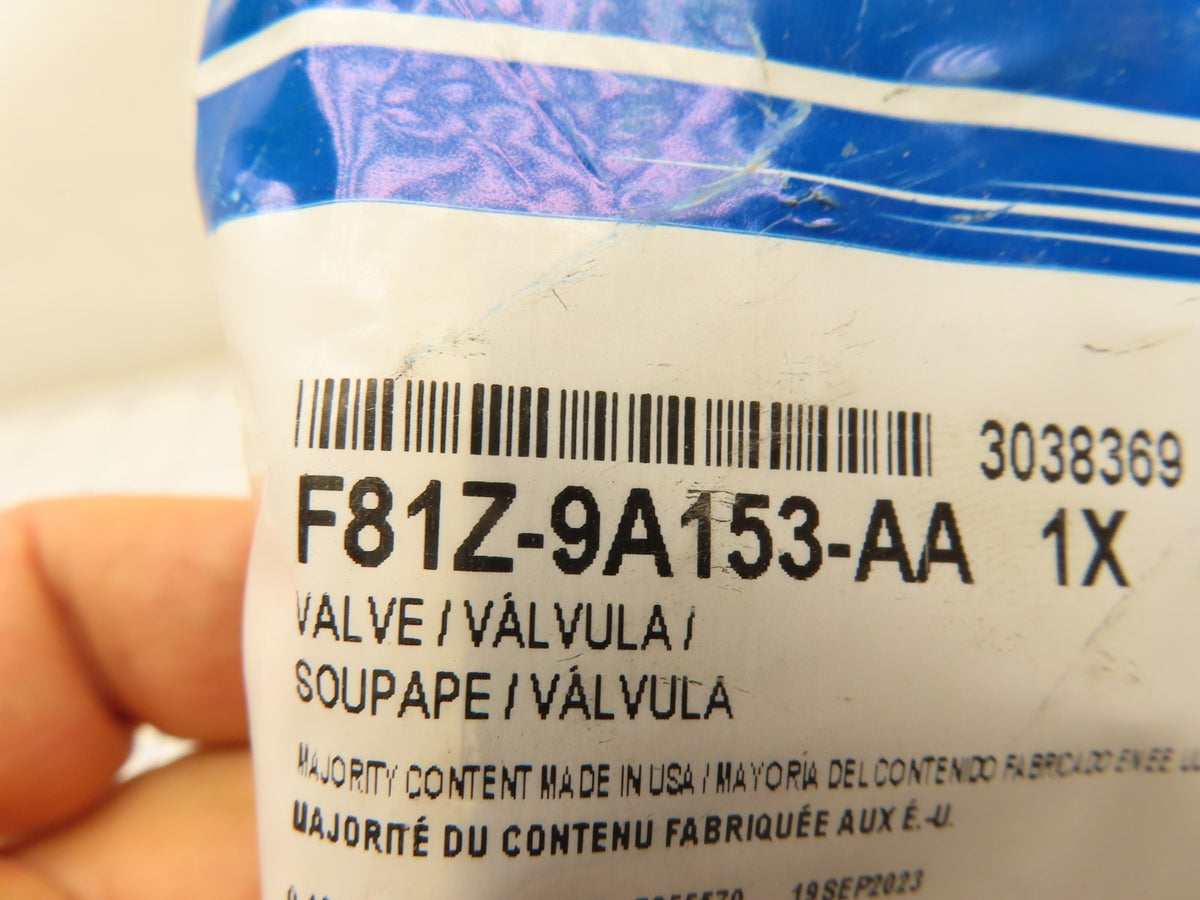 3038369
F81Z-9A153-AA 1X
VALVE / VÁLVULA /
SOUPAPE / VÁLVULA
MAJORITY CONTENT MADE IN USA / MAYORÍA DEL CONTENIDO FABRICADO EN EE.
MAJORITÉ DU CONTENU FABRIQUÉE AUX É.-U.
19SEP2023